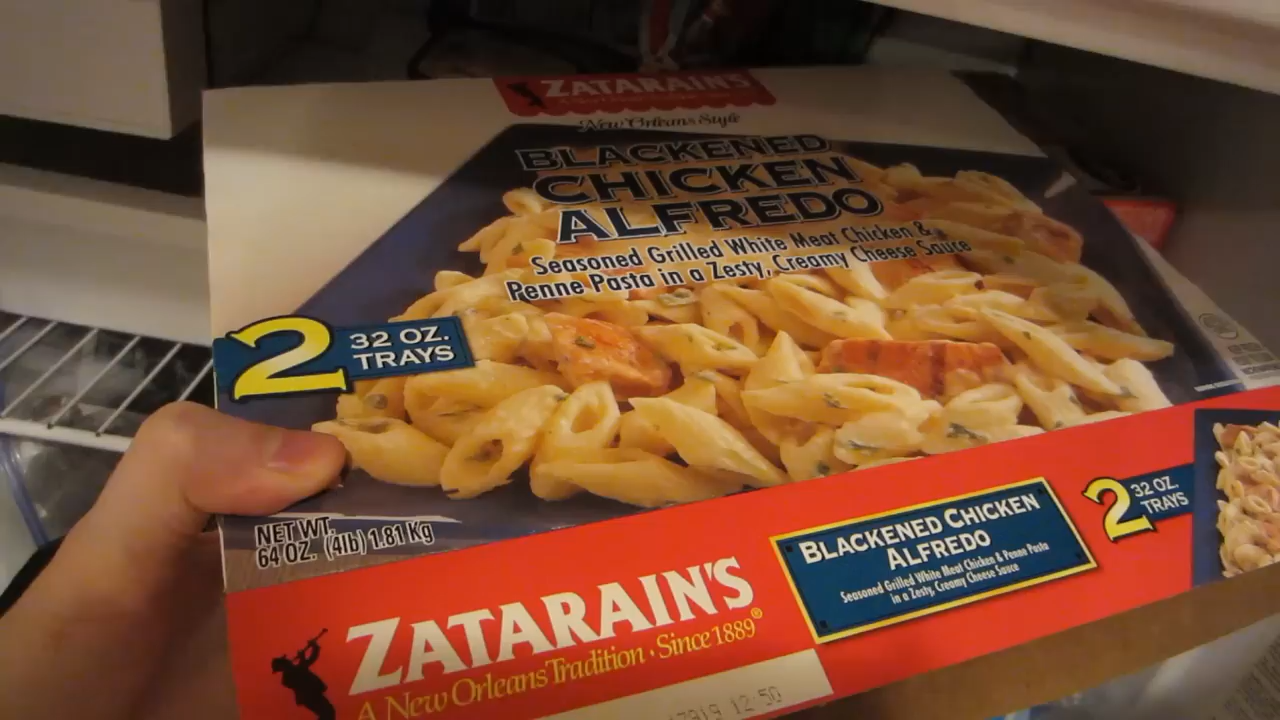 ZATARAIN'S
New Orleans Style
BLACKENED
CHICKEN
ALFREDO
Seasoned Grilled White Meat Chicken &
Penne Pasta in a Zesty, Creamy Cheese Sauce
2 32 OZ.
TRAYS
NET WT.
64 OZ. (4lb) 1.81 Kg
ZATARAIN'S
A New Orleans Tradition · Since 1889®
BLACKENED CHICKEN
ALFREDO
Seasoned Grilled White Meat Chicken & Penne Pasta
in a Zesty, Creamy Cheese Sauce
2 32 OZ.
TRAYS
12:50